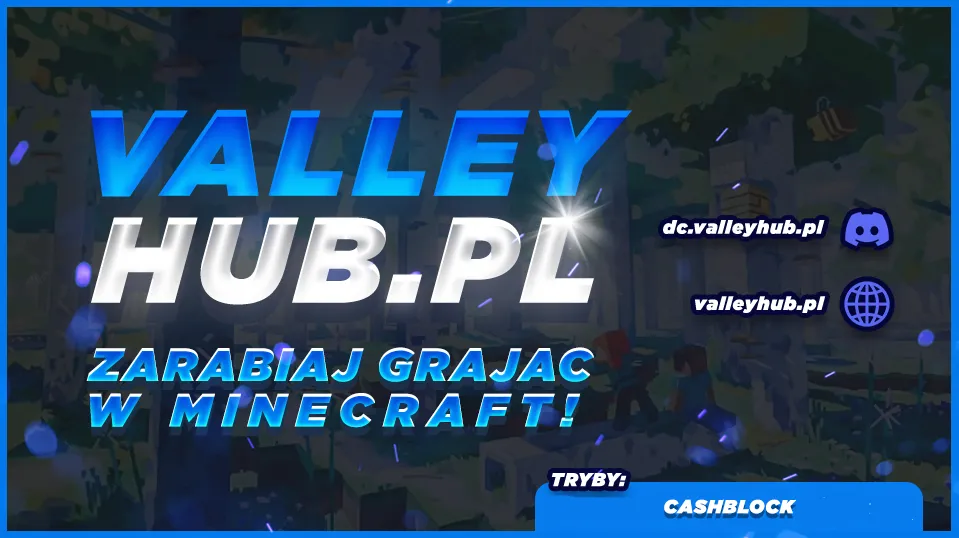 VALLEY
HUB.PL
ZARABIAJ GRAJAC
W MINECRAFT!
dc.valleyhub.pl
valleyhub.pl
TRYBY:
CASHBLOCK